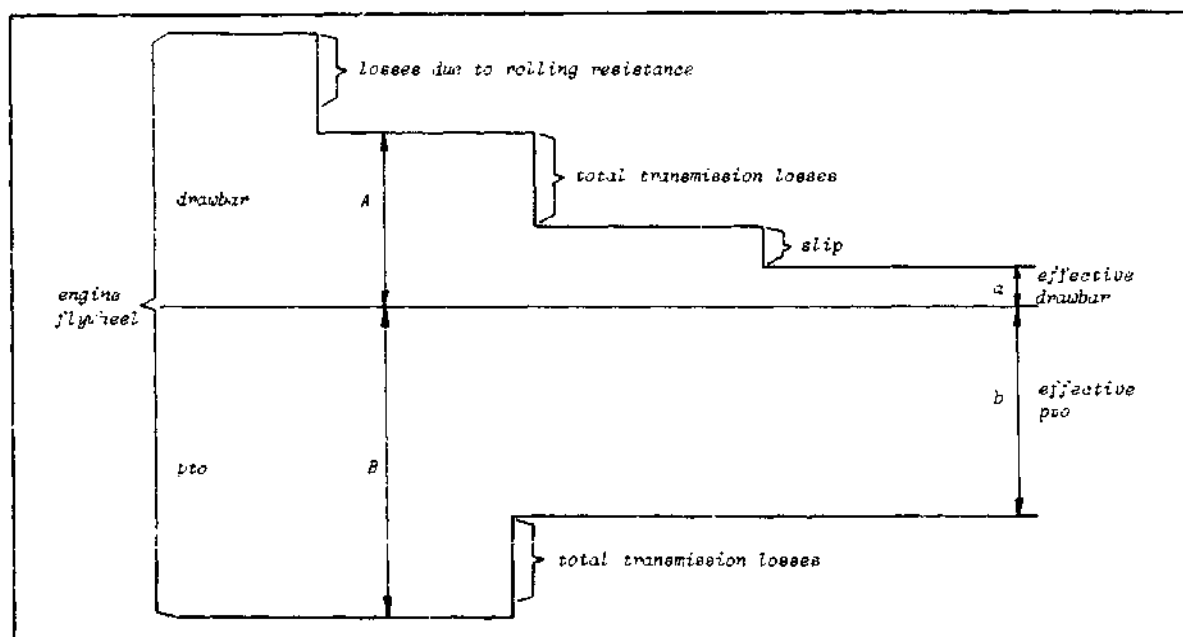 losses due to rolling resistance
total transmission losses
drawbar
A
slip
effective
drawbar
a
engine
flywheel
b
effective
pto
pto
B
total transmission losses